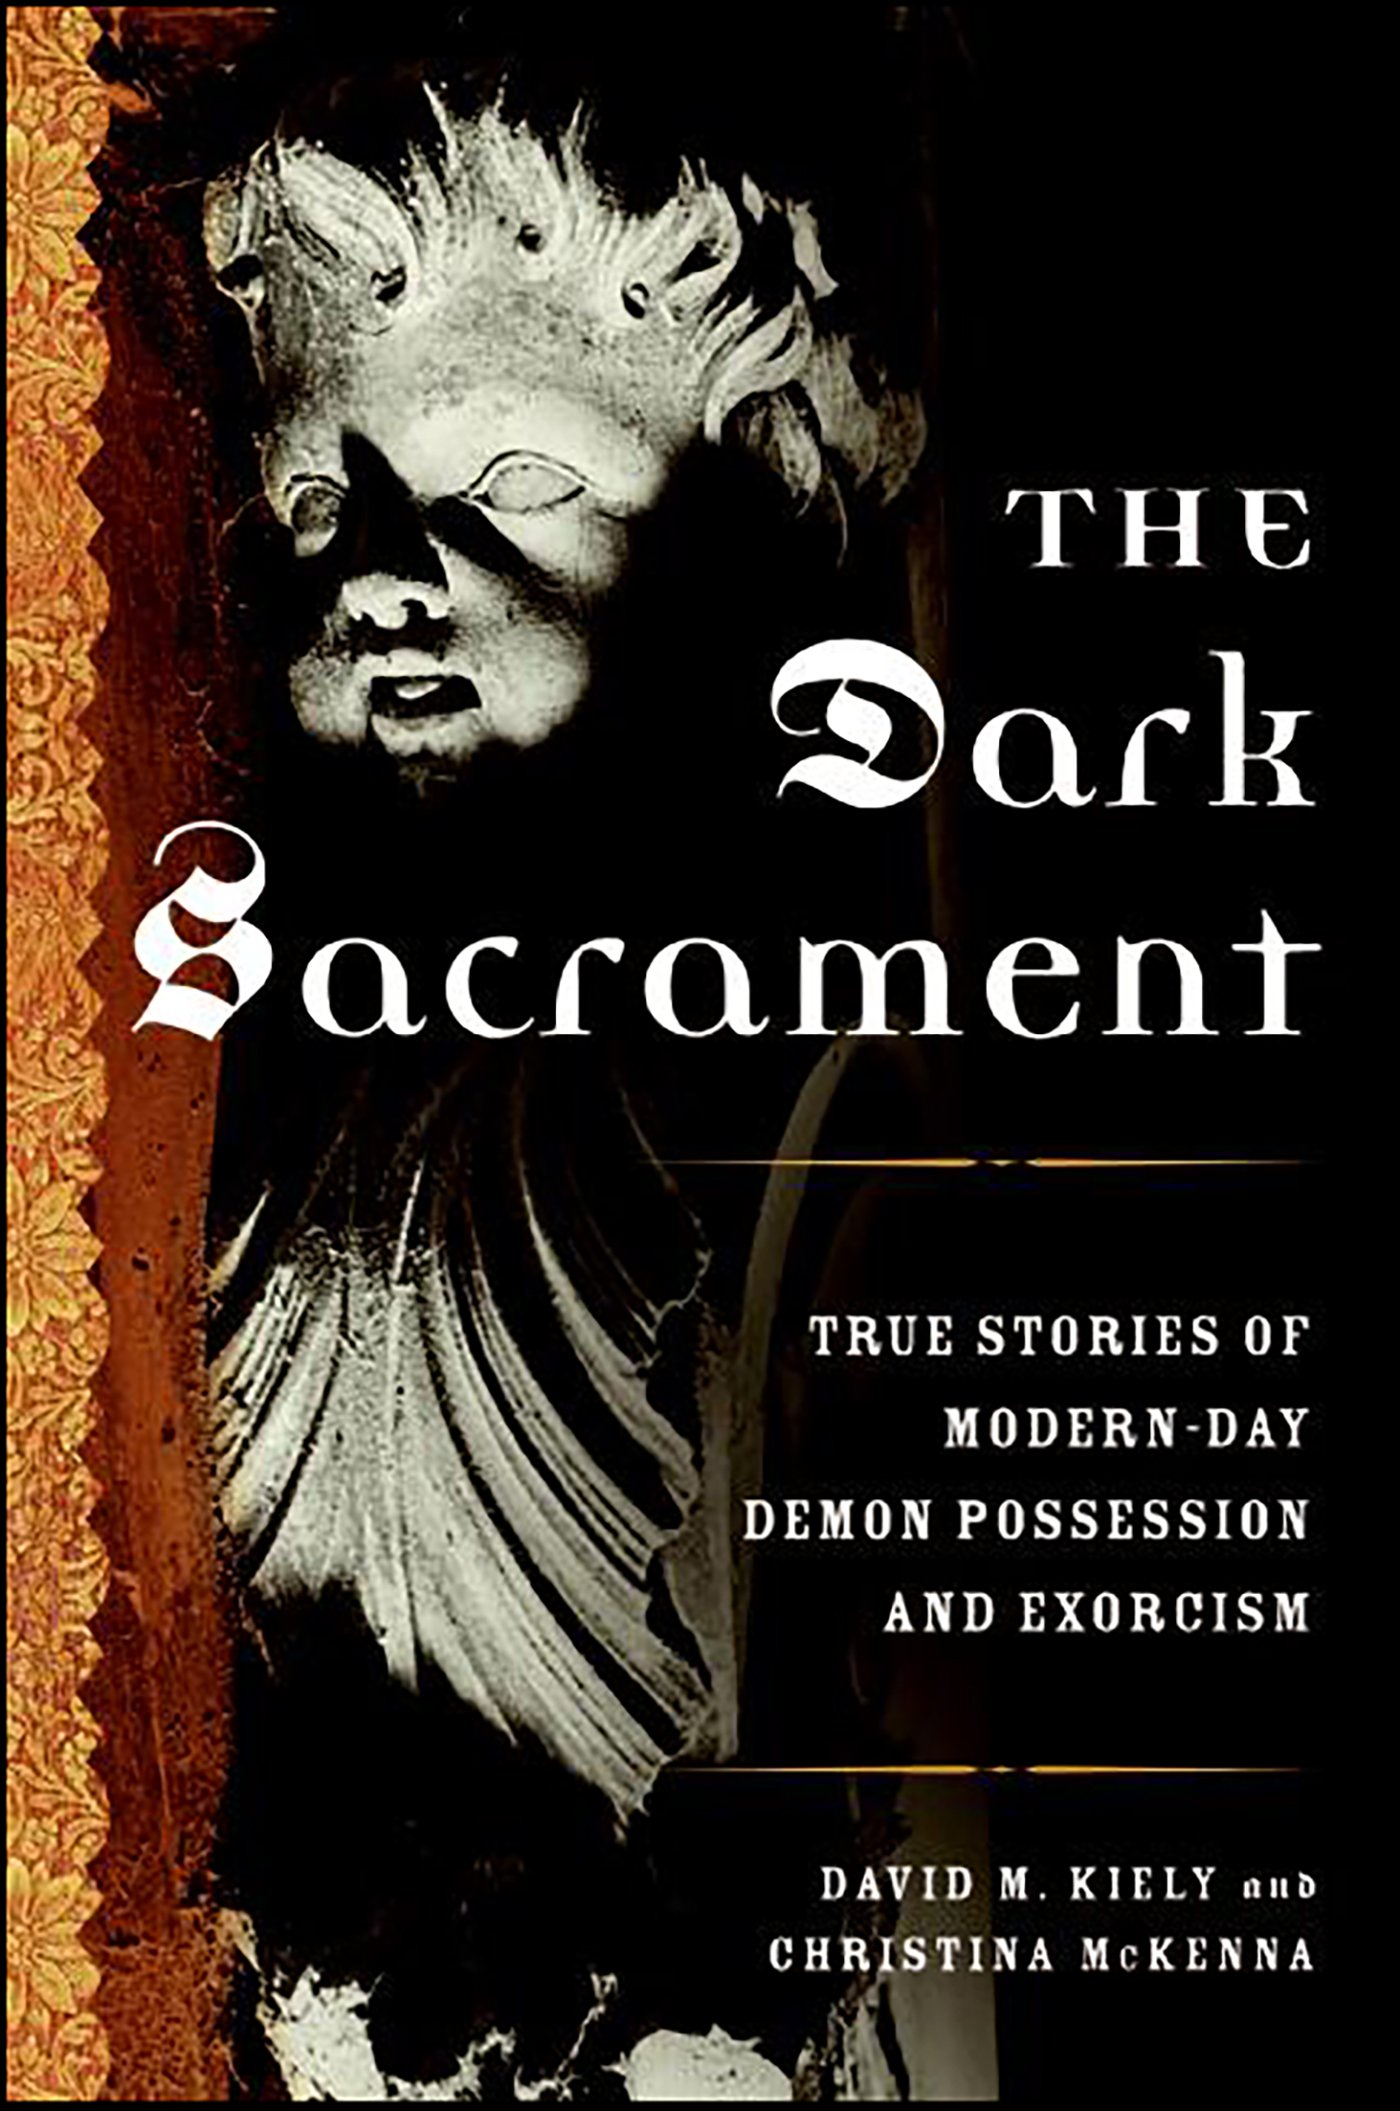 THE
Dark
Sacrament
TRUE STORIES OF
MODERN-DAY
DEMON POSSESSION
AND EXORCISM
DAVID M. KIELY and
CHRISTINA McKENNA